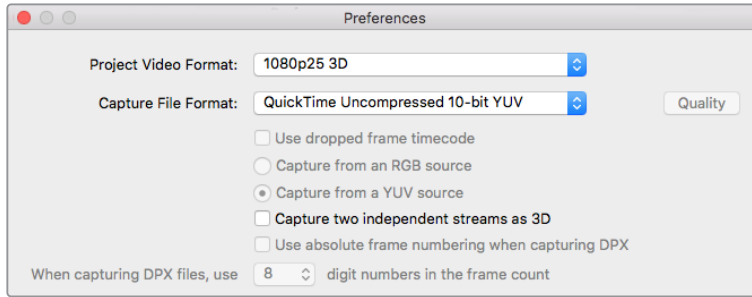 Preferences
Project Video Format: 1080p25 3D
Capture File Format: QuickTime Uncompressed 10-bit YUV Quality
Use dropped frame timecode
Capture from an RGB source
Capture from a YUV source
Capture two independent streams as 3D
Use absolute frame numbering when capturing DPX
When capturing DPX files, use 8 digit numbers in the frame count